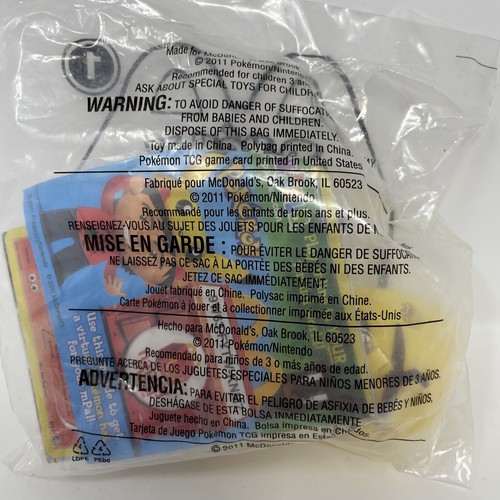 1
Made for McDon
© 2011 Pokémon/Ninten
Recommended for children 3 an
ASK ABOUT SPECIAL TOYS FOR CHILDR
WARNING: TO AVOID DANGER OF SUFFOCAT
FROM BABIES AND CHILDREN.
DISPOSE OF THIS BAG IMMEDIATELY.
Toy made in China. Polybag printed in China.
Pokémon TCG game card printed in United States
Fabriqué pour McDonald's, Oak Brook, IL 60523
© 2011 Pokémon/Nintendo
Recommandé pour les enfants de trois ans et plus.
RENSEIGNEZ-VOUS AU SUJET DES JOUETS POUR LES ENFANTS DE
MISE EN GARDE : POUR ÉVITER LE DANGER DE SUFFOCAT
NE LAISSEZ PAS CE SAC À LA PORTÉE DES BÉBÉS NI DES ENFANTS.
JETEZ CE SAC IMMÉDIATEMENT.
Jouet fabriqué en Chine. Polysac imprimé en Chine.
Carte Pokémon à jouer et à collectionner imprimée aux États-Unis
Hecho para McDonald's, Oak Brook, IL 60523
© 2011 Pokémon/Nintendo
Recomendado para niños de 3 o más años de edad.
PREGUNTE ACERCA DE LOS JUGUETES ESPECIALES PARA NIÑOS MENORES DE 3 AÑOS.
ADVERTENCIA: PARA EVITAR EL PELIGRO DE ASFIXIA DE BEBÉS Y NIÑOS,
DESHÁGASE DE ESTA BOLSA INMEDIATAMENTE
Juguete hecho en China. Bolsa impresa en Ch
Tarjeta de Juego Pokémon TCG impresa en Est
© 2011 McDonal
LDPE PEbd